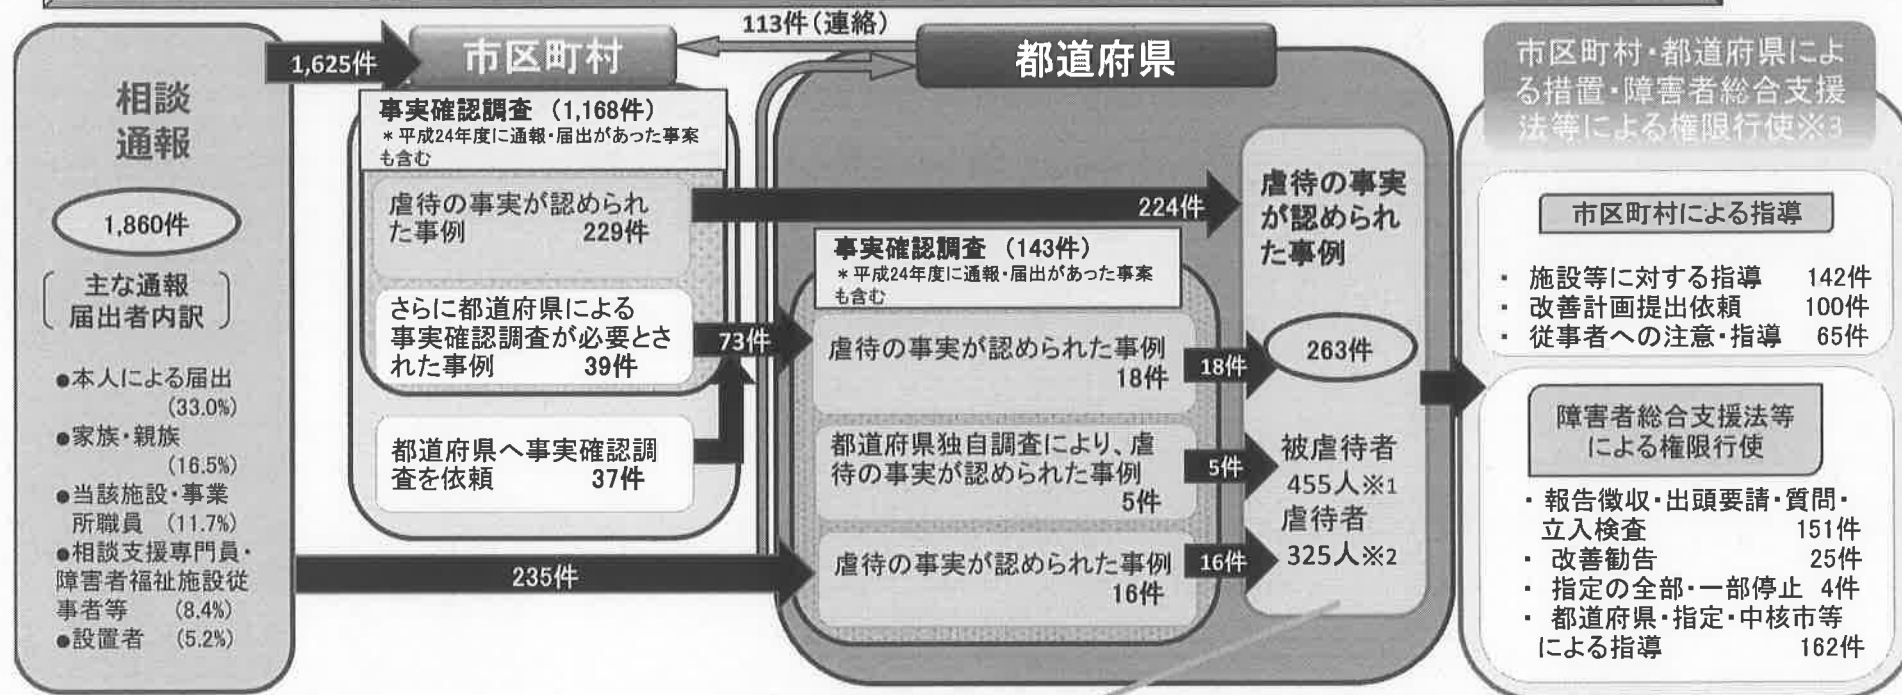 113件(連絡)
相談
通報
1,860件
主な通報
届出者内訳
●本人による届出
(33.0%)
●家族・親族
(16.5%)
●当該施設・事業
所職員 (11.7%)
●相談支援専門員・
障害者福祉施設従
事者等 (8.4%)
●設置者 (5.2%)
1,625件
市区町村
事実確認調査 (1,168件)
*平成24年度に通報・届出があった事案
も含む
虐待の事実が認められ
た事例 229件
さらに都道府県による
事実確認調査が必要とさ
れた事例 39件
都道府県へ事実確認調
査を依頼 37件
73件
235件
都道府県
224件
事実確認調査 (143件)
*平成24年度に通報・届出があった事案
も含む
虐待の事実が認められた事例
18件
都道府県独自調査により、虐
待の事実が認められた事例
5件
虐待の事実が認められた事例
16件
18件
5件
16件
虐待の事実
が認められ
た事例
263件
被虐待者
455人※1
虐待者
325人※2
市区町村・都道府県によ
る措置・障害者総合支援
法等による権限行使※3
市区町村による指導
・ 施設等に対する指導 142件
・ 改善計画提出依頼 100件
・ 従事者への注意・指導 65件
障害者総合支援法等
による権限行使
・ 報告徴収・出頭要請・質問・
立入検査 151件
・ 改善勧告 25件
・ 指定の全部・一部停止 4件
・ 都道府県・指定・中核市等
による指導 162件